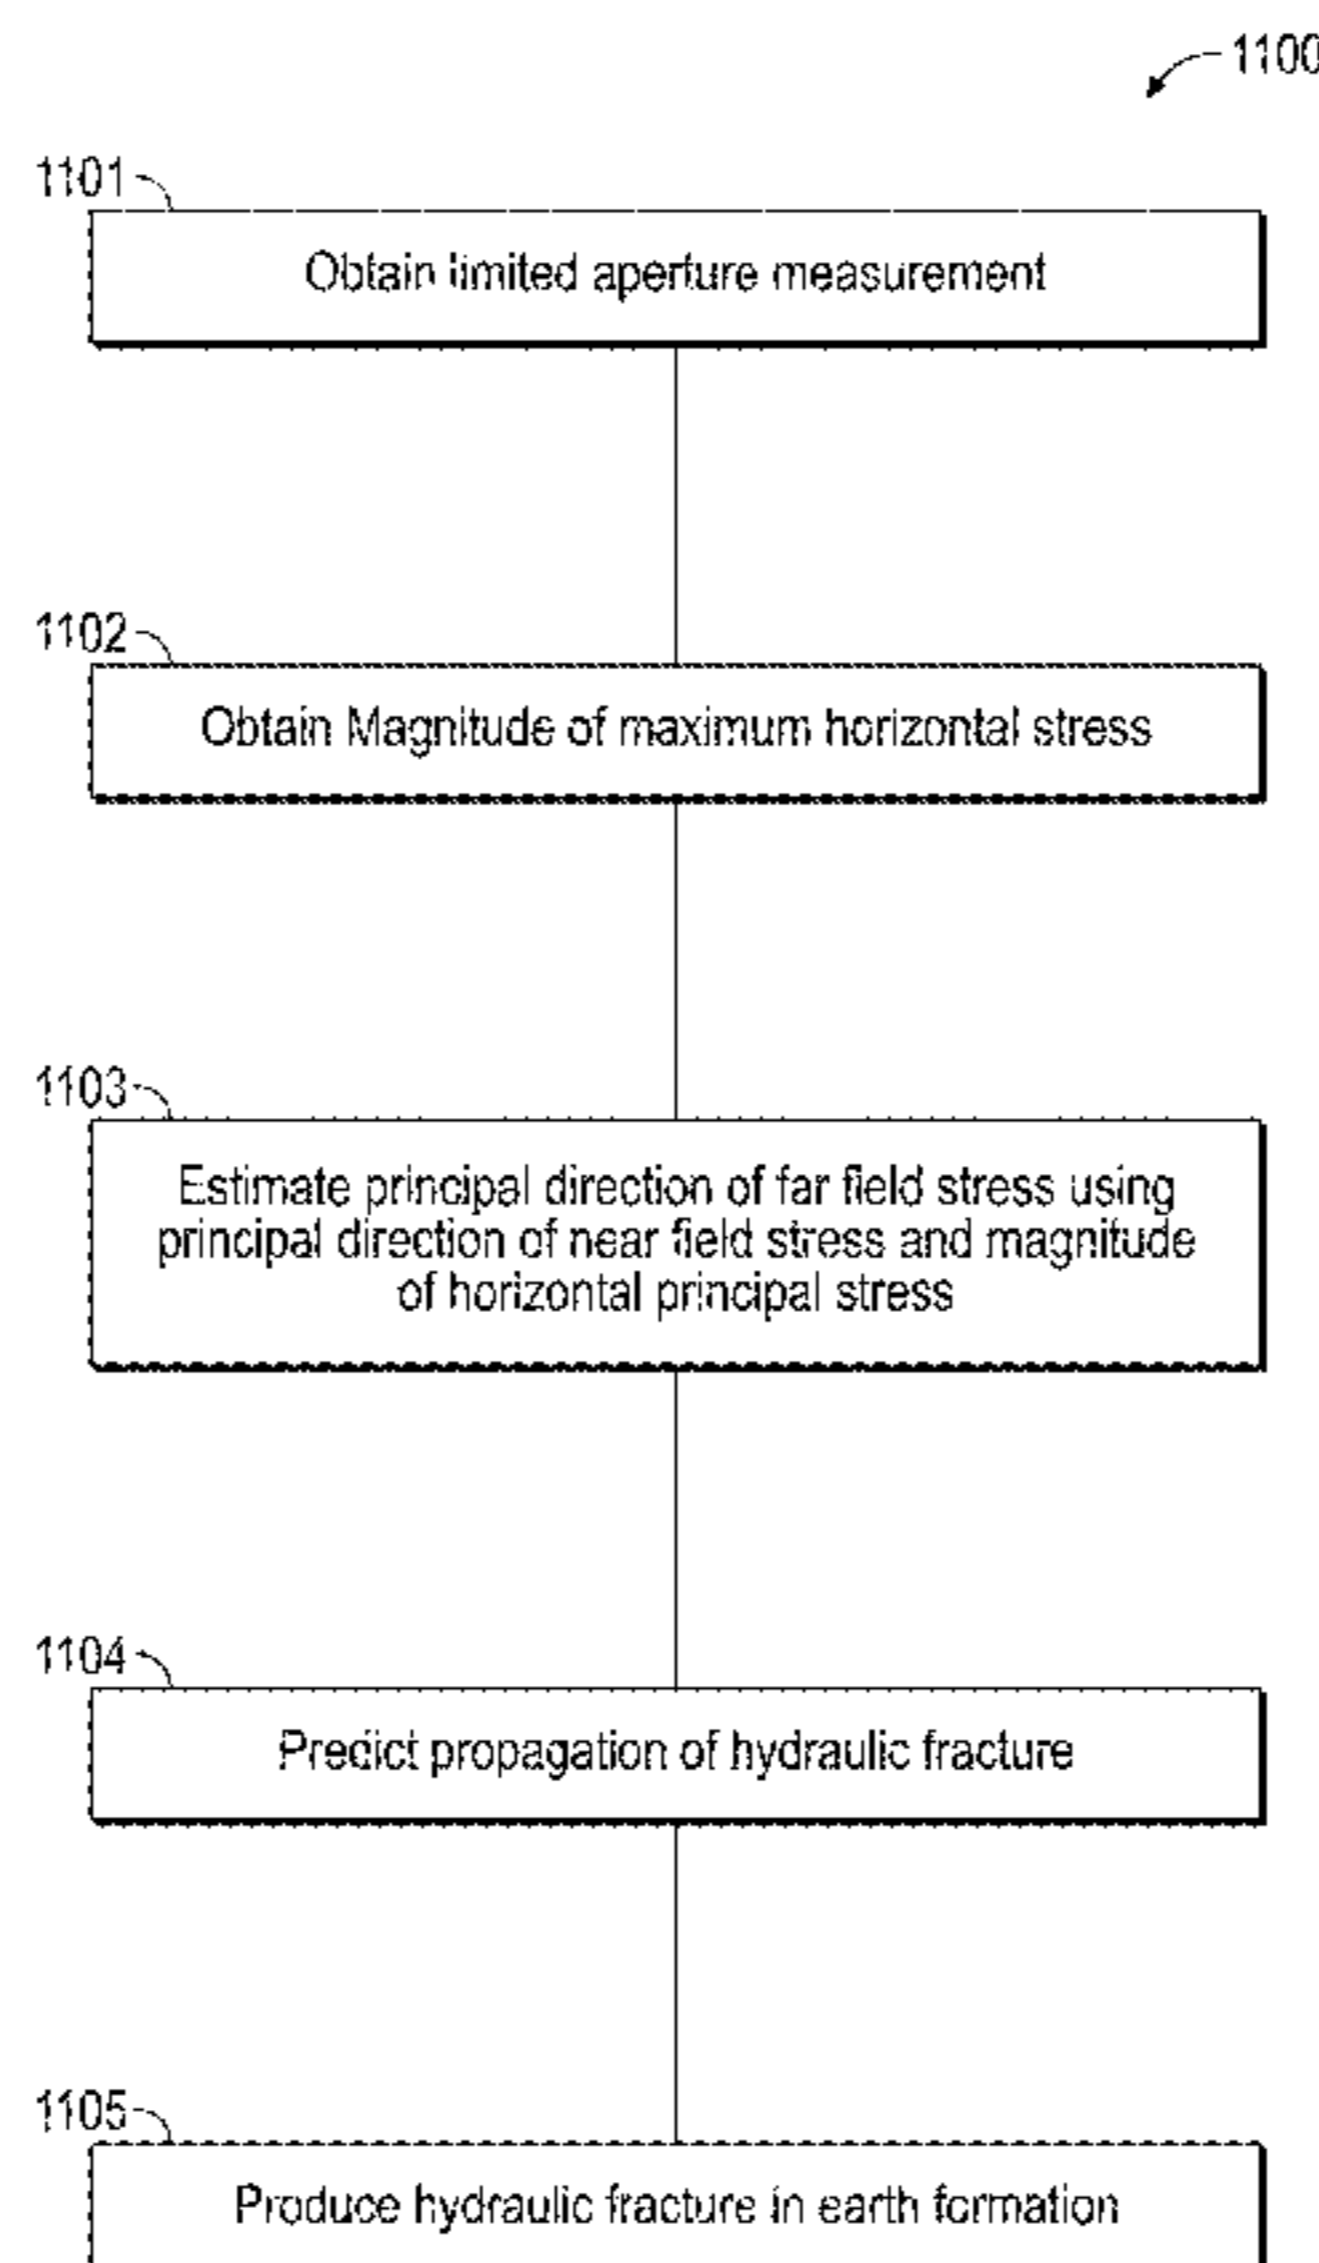 1100
1101
Obtain limited aperture measurement
1102
Obtain Magnitude of maximum horizontal stress
1103
Estimate principal direction of far field stress using
principal direction of near field stress and magnitude
of horizontal principal stress
1104
Predict propagation of hydraulic fracture
1105
Produce hydraulic fracture in earth formation